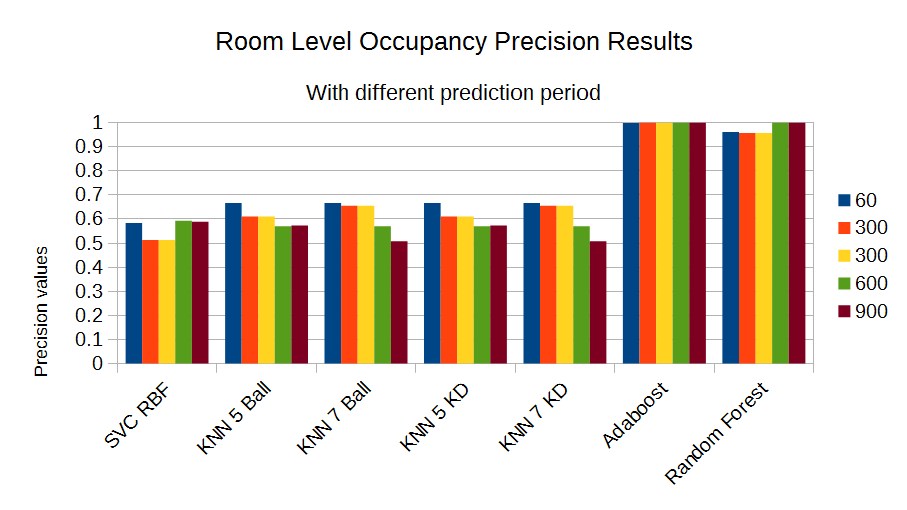 Room Level Occupancy Precision Results
With different prediction period
Precision values
1
0.9
0.8
0.7
0.6
0.5
0.4
0.3
0.2
0.1
0
SVC RBF
KNN 5 Ball
KNN 7 Ball
KNN 5 KD
KNN 7 KD
Adaboost
Random Forest
60
300
300
600
900